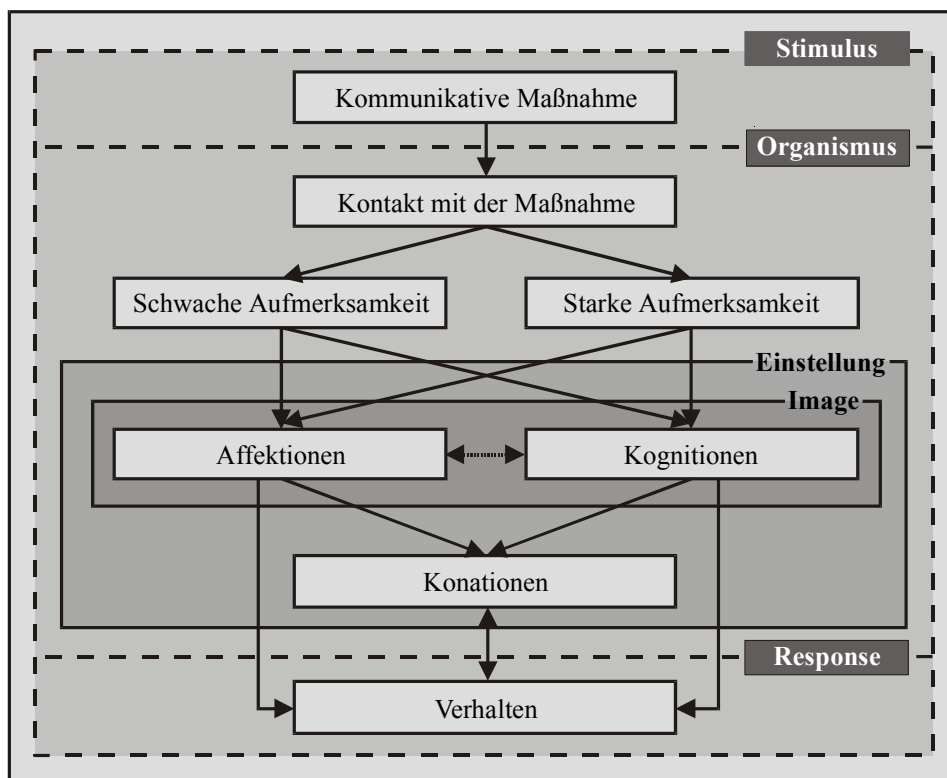 Stimulus
Kommunikative Maßnahme
Organismus
Kontakt mit der Maßnahme
Schwache Aufmerksamkeit
Starke Aufmerksamkeit
Einstellung
Image
Affektionen
Kognitionen
Konationen
Response
Verhalten